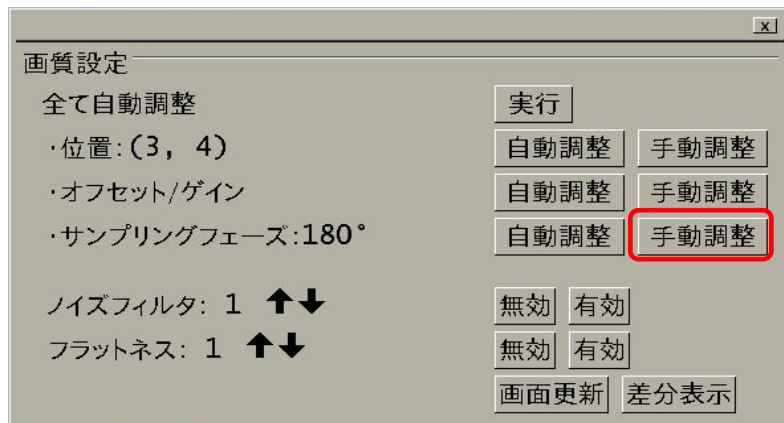 x
画質設定
全て自動調整 実行
・位置:(3, 4) 自動調整 手動調整
・オフセット/ゲイン 自動調整 手動調整
・サンプリングフェーズ:180° 自動調整 手動調整
ノイズフィルタ: 1 ↑↓ 無効 有効
フラットネス: 1 ↑↓ 無効 有効
画面更新 差分表示